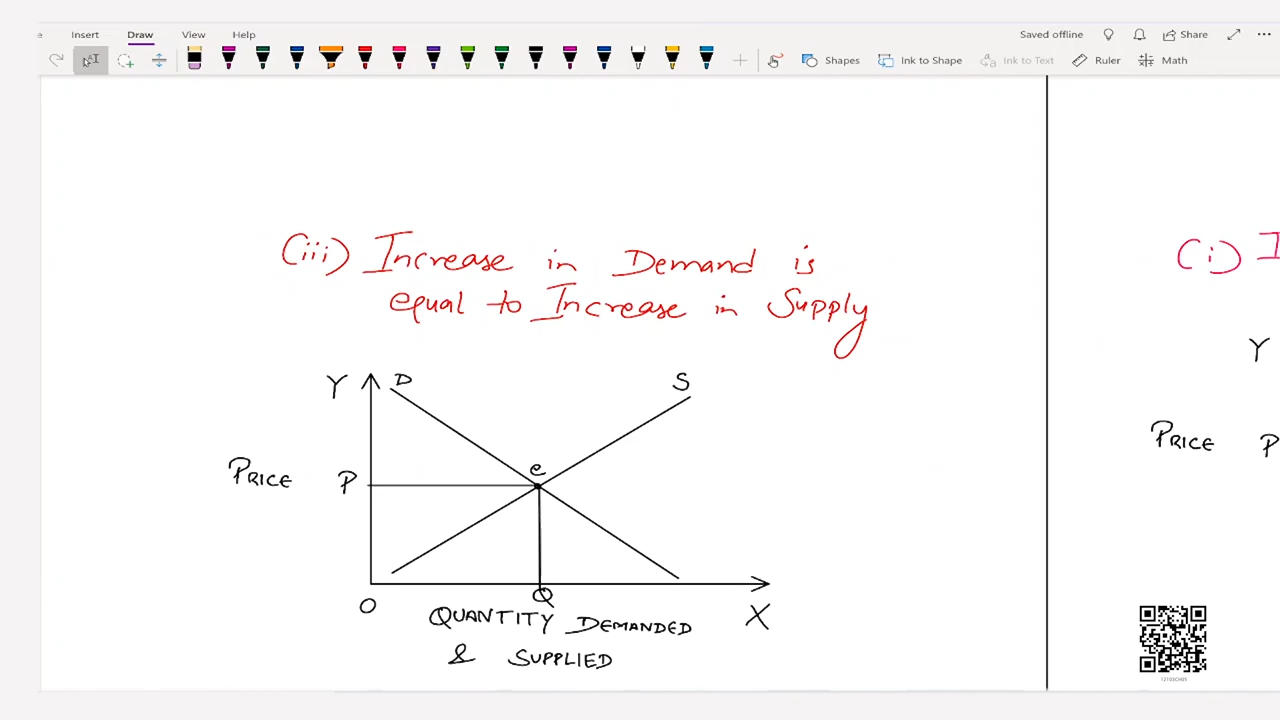 Insert Draw View Help
Saved offline Share
Shapes Ink to Shape Ink to Text Ruler Math
(iii) Increase in Demand is
equal to Increase in Supply
(i) I
Y D S
Y
e
PRICE P
PRICE P
O Q X
QUANTITY DEMANDED
& SUPPLIED
12103CH05